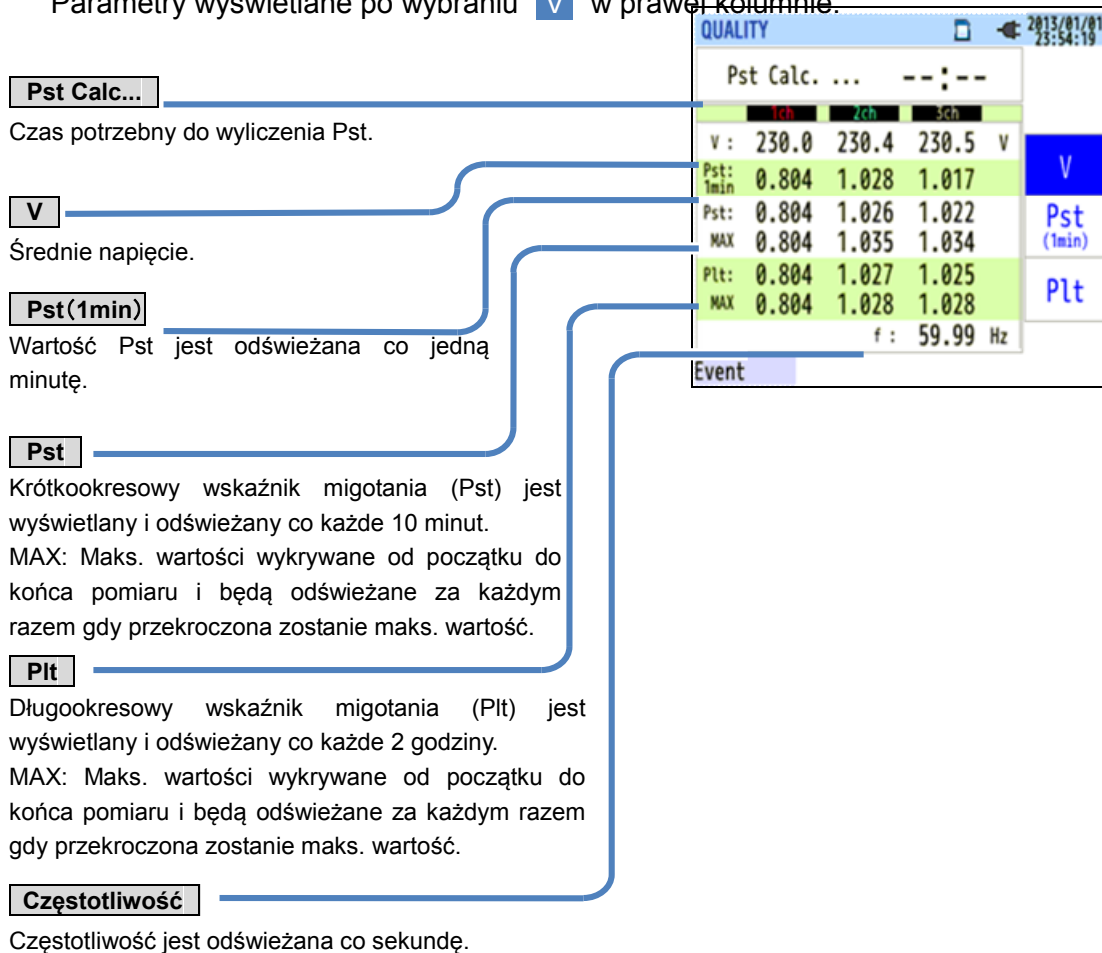 Parametry wyświetlane po wybraniu V w prawej kolumnie.
Pst Calc...
Czas potrzebny do wyliczenia Pst.
V
Średnie napięcie.
Pst(1min)
Wartość Pst jest odświeżana co jedną
minutę.
Pst
Krótkookresowy wskaźnik migotania (Pst) jest
wyświetlany i odświeżany co każde 10 minut.
MAX: Maks. wartości wykrywane od początku do
końca pomiaru i będą odświeżane za każdym
razem gdy przekroczona zostanie maks. wartość.
Plt
Długookresowy wskaźnik migotania (Plt) jest
wyświetlany i odświeżany co każde 2 godziny.
MAX: Maks. wartości wykrywane od początku do
końca pomiaru i będą odświeżane za każdym razem
gdy przekroczona zostanie maks. wartość.
Częstotliwość
Częstotliwość jest odświeżana co sekundę.
QUALITY 2013/01/01
23:54:19
Pst Calc. ... --:--
1ch 2ch 3ch
V : 230.0 230.4 230.5 V
Pst: 1min 0.804 1.028 1.017
Pst: 0.804 1.026 1.022
MAX 0.804 1.035 1.034
Plt: 0.804 1.027 1.025
MAX 0.804 1.028 1.028
f : 59.99 Hz
Event
V
Pst
(1min)
Plt